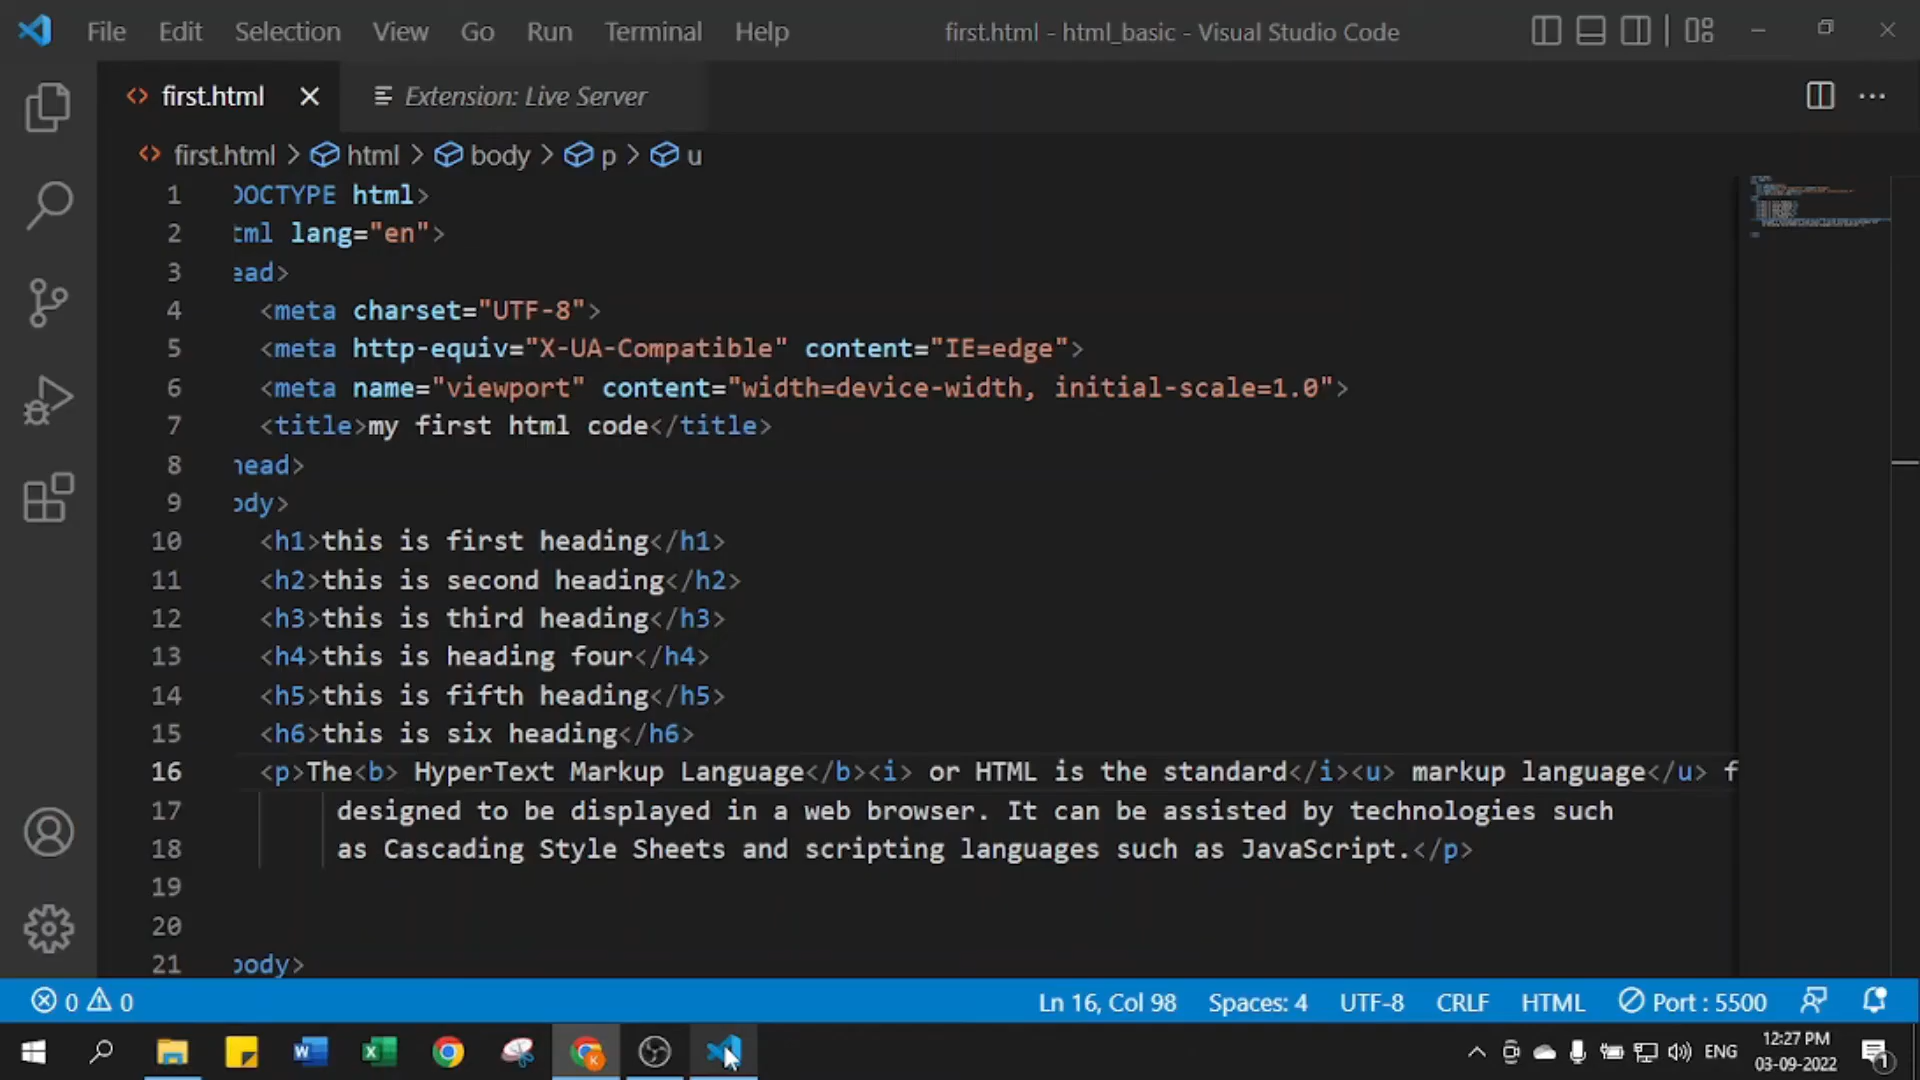 File Edit Selection View Go Run Terminal Help first.html - html_basic - Visual Studio Code
first.html Extension: Live Server
first.html > html > body > p > u
1 DOCTYPE html>
2 tml lang="en">
3 ead>
4 <meta charset="UTF-8">
5 <meta http-equiv="X-UA-Compatible" content="IE=edge">
6 <meta name="viewport" content="width=device-width, initial-scale=1.0">
7 <title>my first html code</title>
8 head>
9 ody>
10 <h1>this is first heading</h1>
11 <h2>this is second heading</h2>
12 <h3>this is third heading</h3>
13 <h4>this is heading four</h4>
14 <h5>this is fifth heading</h5>
15 <h6>this is six heading</h6>
16 <p>The<b> HyperText Markup Language</b><i> or HTML is the standard</i><u> markup language</u> f
17 designed to be displayed in a web browser. It can be assisted by technologies such
18 as Cascading Style Sheets and scripting languages such as JavaScript.</p>
19
20
21 body>
0 0 Ln 16, Col 98 Spaces: 4 UTF-8 CRLF HTML Port : 5500
ENG 12:27 PM
03-09-2022 1